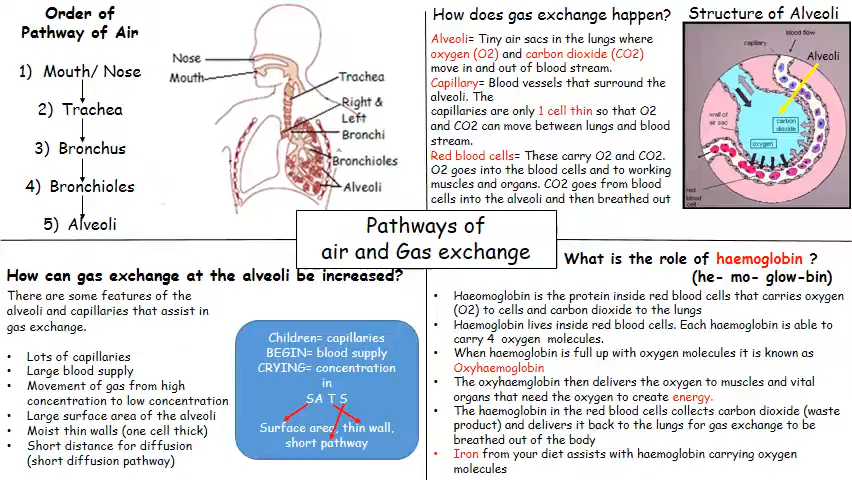 Order of
Pathway of Air
1) Mouth/ Nose
2) Trachea
3) Bronchus
4) Bronchioles
5) Alveoli
Nose
Mouth
Trachea
Right &
Left
Bronchi
Bronchioles
Alveoli
How does gas exchange happen?
Alveoli= Tiny air sacs in the lungs where
oxygen (O2) and carbon dioxide (CO2)
move in and out of blood stream.
Capillary= Blood vessels that surround the
alveoli. The
capillaries are only 1 cell thin so that O2
and CO2 can move between lungs and blood
stream.
Red blood cells= These carry O2 and CO2.
O2 goes into the blood cells and to working
muscles and organs. CO2 goes from blood
cells into the alveoli and then breathed out
Structure of Alveoli
blood flow
capillary
Alveoli
wall of
air sac
carbon
dioxide
oxygen
red
blood
cell
Pathways of
air and Gas exchange
How can gas exchange at the alveoli be increased?
There are some features of the
alveoli and capillaries that assist in
gas exchange.
• Lots of capillaries
• Large blood supply
• Movement of gas from high
concentration to low concentration
• Large surface area of the alveoli
• Moist thin walls (one cell thick)
• Short distance for diffusion
(short diffusion pathway)
Children= capillaries
BEGIN= blood supply
CRYING= concentration
in
SA T S
Surface area, thin wall,
short pathway
What is the role of haemoglobin ?
(he- mo- glow-bin)
• Haeomoglobin is the protein inside red blood cells that carries oxygen
(O2) to cells and carbon dioxide to the lungs
• Haemoglobin lives inside red blood cells. Each haemoglobin is able to
carry 4 oxygen molecules.
• When haemoglobin is full up with oxygen molecules it is known as
Oxyhaemoglobin
• The oxyhaemglobin then delivers the oxygen to muscles and vital
organs that need the oxygen to create energy.
• The haemoglobin in the red blood cells collects carbon dioxide (waste
product) and delivers it back to the lungs for gas exchange to be
breathed out of the body
• Iron from your diet assists with haemoglobin carrying oxygen
molecules